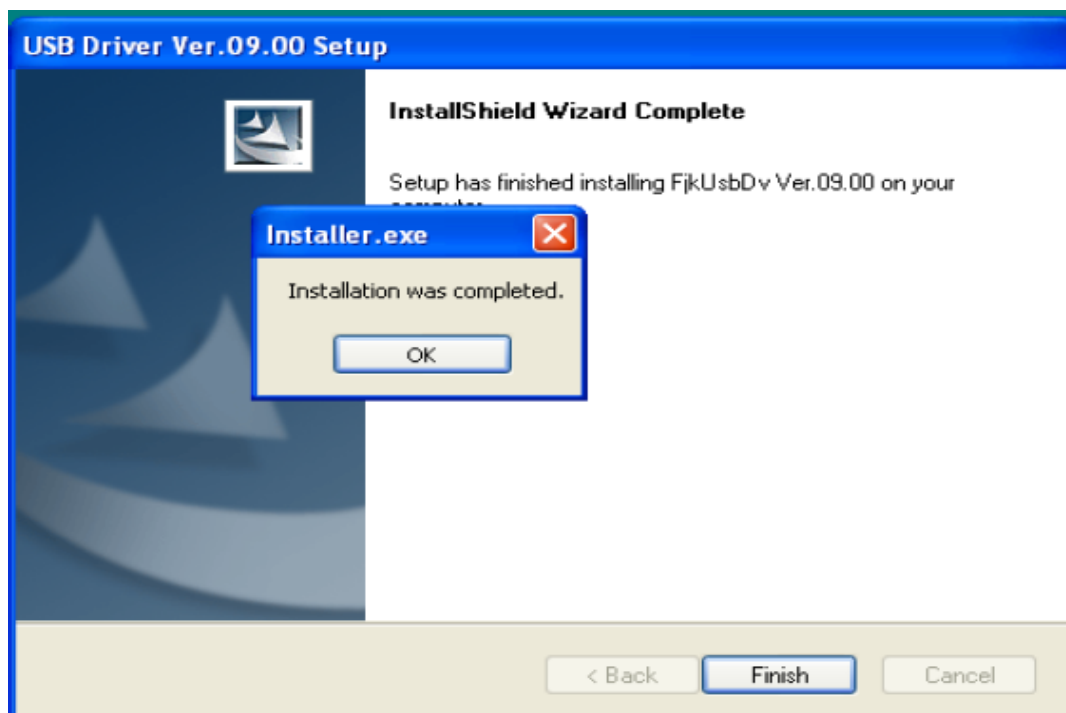 USB Driver Ver.09.00 Setup
InstallShield Wizard Complete
Setup has finished installing FjkUsbDv Ver.09.00 on your
Installer.exe
Installation was completed.
OK
< Back
Finish
Cancel